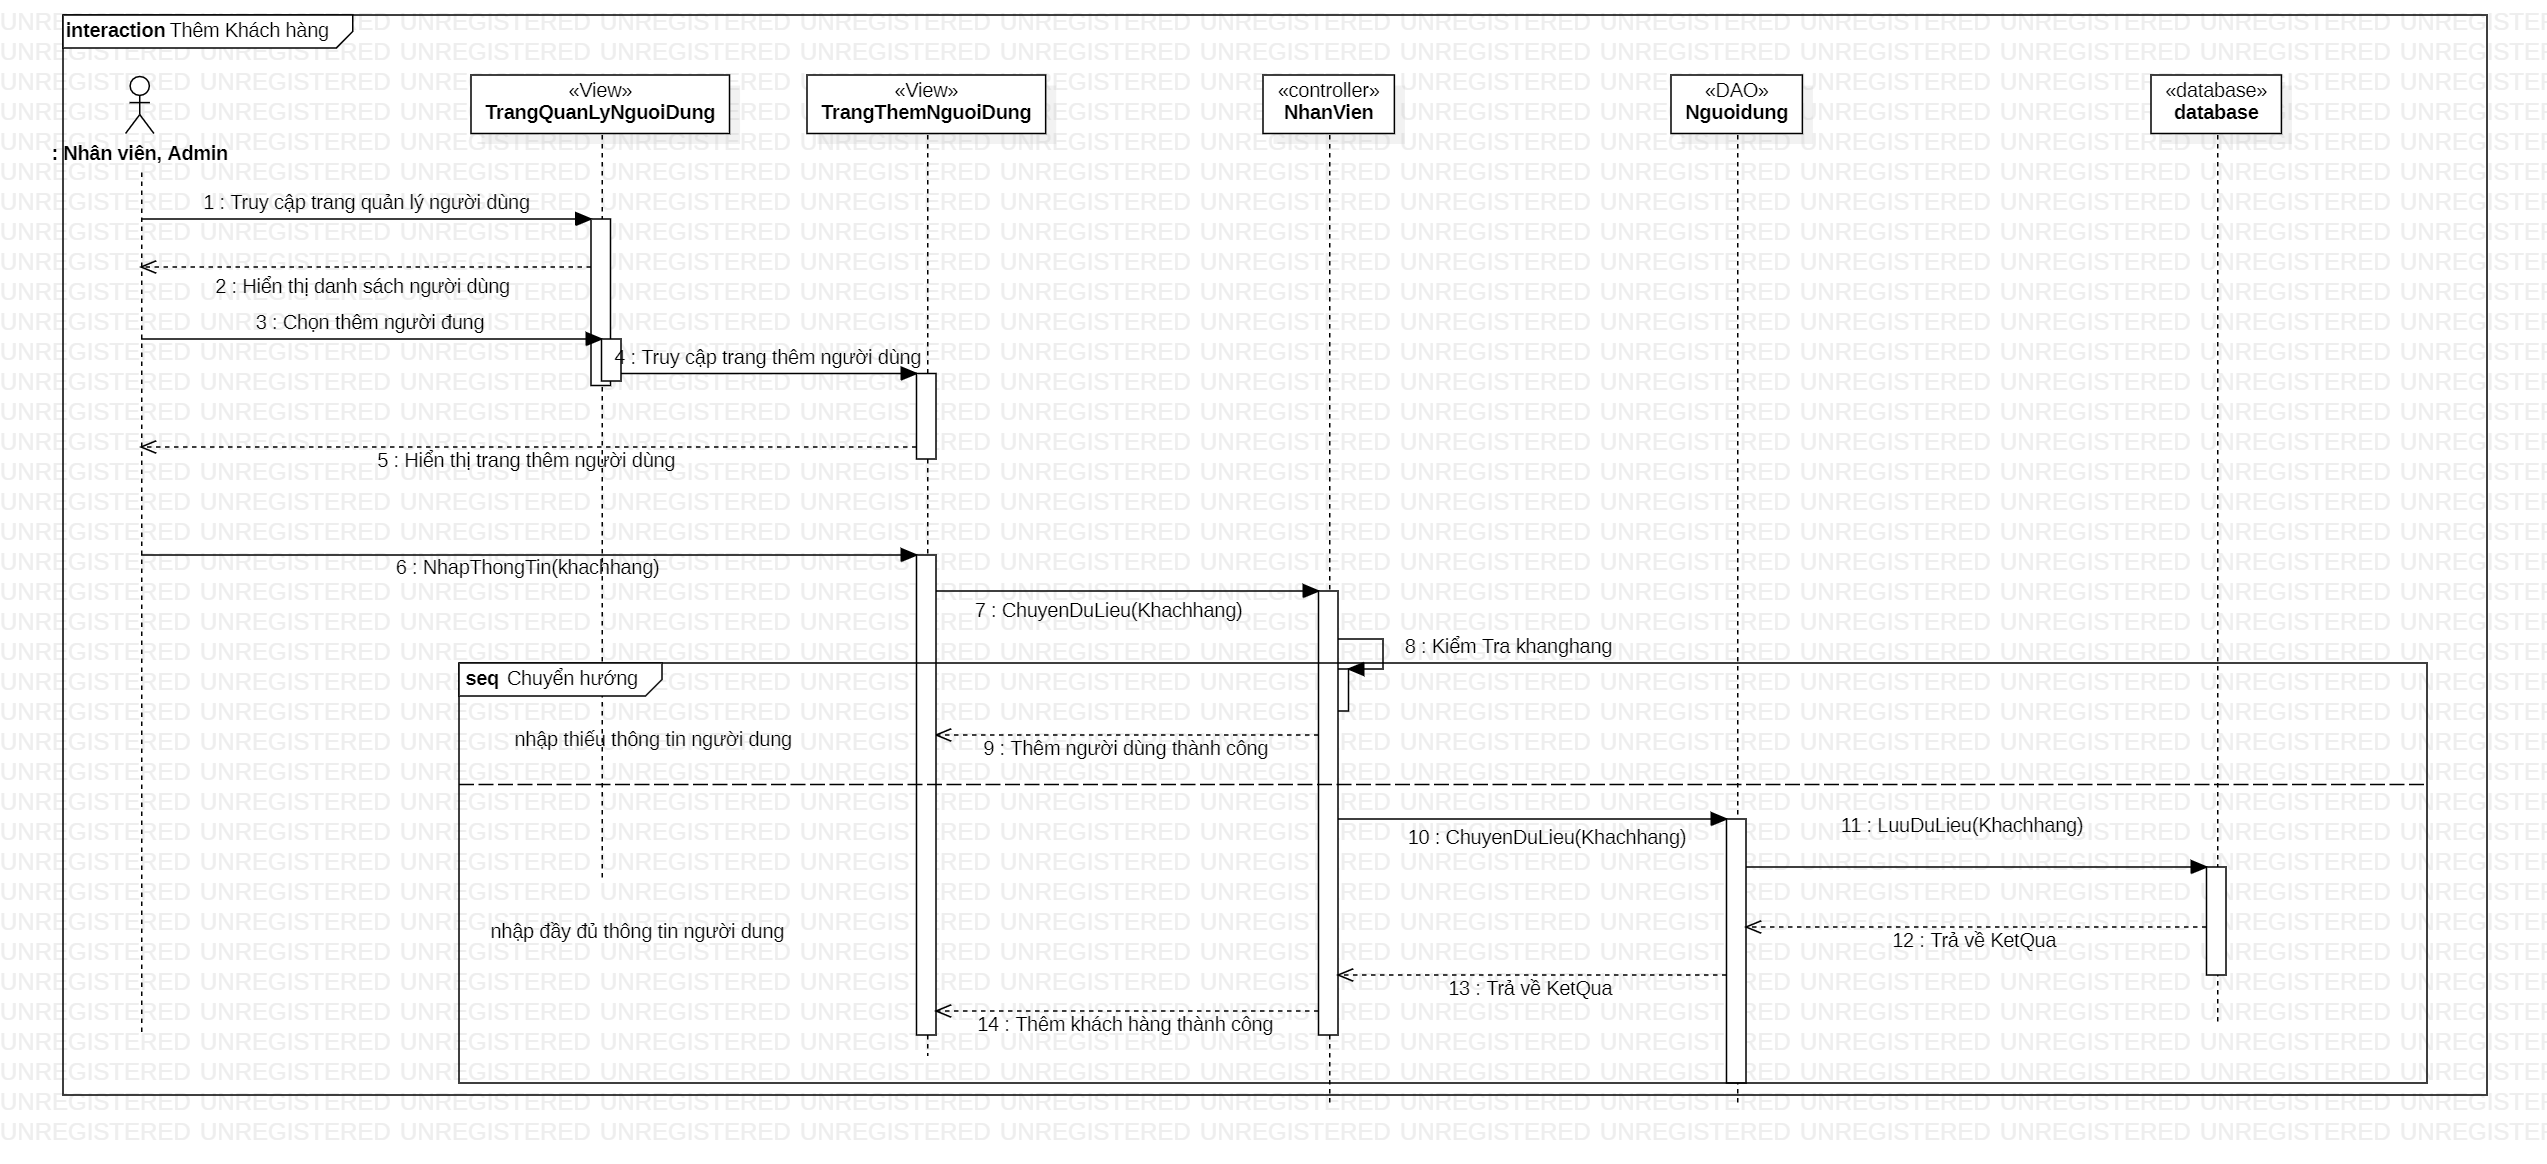 interaction Thêm Khách hàng
«View»
TrangQuanLyNguoiDung
«View»
TrangThemNguoiDung
«controller»
NhanVien
«DAO»
Nguoidung
«database»
database
: Nhân viên, Admin
1 : Truy cập trang quản lý người dùng
2 : Hiển thị danh sách người dùng
3 : Chọn thêm người đung
4 : Truy cập trang thêm người dùng
5 : Hiển thị trang thêm người dùng
6 : NhapThongTin(khachhang)
7 : ChuyenDuLieu(Khachhang)
8 : Kiểm Tra khanghang
seq Chuyển hướng
nhập thiếu thông tin người dung
9 : Thêm người dùng thành công
10 : ChuyenDuLieu(Khachhang)
11 : LuuDuLieu(Khachhang)
nhập đầy đủ thông tin người dung
12 : Trả về KetQua
13 : Trả về KetQua
14 : Thêm khách hàng thành công
UNREGISTERED